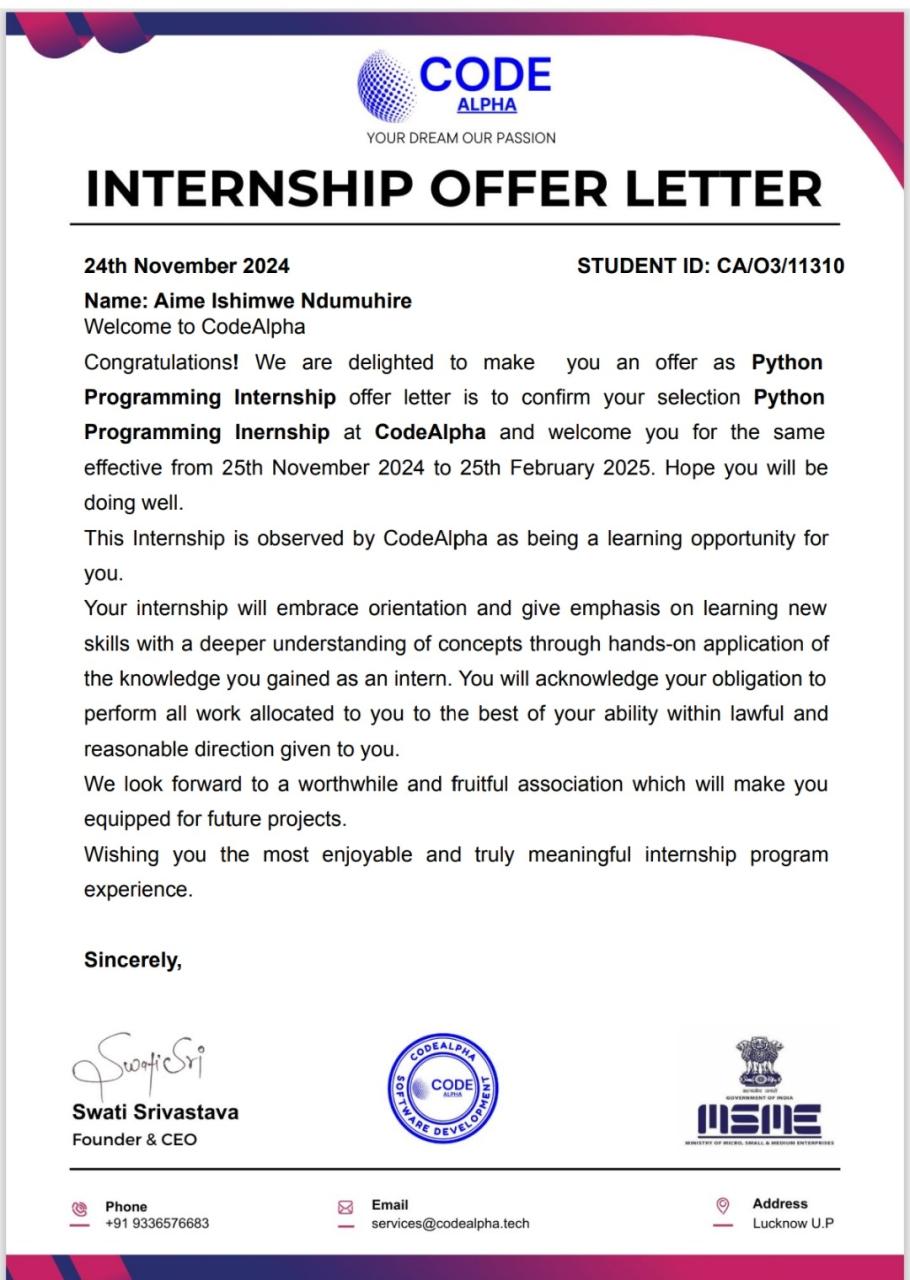 CODE
ALPHA
YOUR DREAM OUR PASSION
INTERNSHIP OFFER LETTER
24th November 2024 STUDENT ID: CA/O3/11310
Name: Aime Ishimwe Ndumuhire
Welcome to CodeAlpha
Congratulations! We are delighted to make you an offer as Python
Programming Internship offer letter is to confirm your selection Python
Programming Inernship at CodeAlpha and welcome you for the same
effective from 25th November 2024 to 25th February 2025. Hope you will be
doing well.
This Internship is observed by CodeAlpha as being a learning opportunity for
you.
Your internship will embrace orientation and give emphasis on learning new
skills with a deeper understanding of concepts through hands-on application of
the knowledge you gained as an intern. You will acknowledge your obligation to
perform all work allocated to you to the best of your ability within lawful and
reasonable direction given to you.
We look forward to a worthwhile and fruitful association which will make you
equipped for future projects.
Wishing you the most enjoyable and truly meaningful internship program
experience.
Sincerely,
Swati Sri
Swati Srivastava
Founder & CEO
CODEALPHA
CODE
ALPHA
SOFTWARE DEVELOPMENT
GOVERNMENT OF INDIA
MSME
MINISTRY OF MICRO, SMALL & MEDIUM ENTERPRISES
Phone
+91 9336576683
Email
services@codealpha.tech
Address
Lucknow U.P